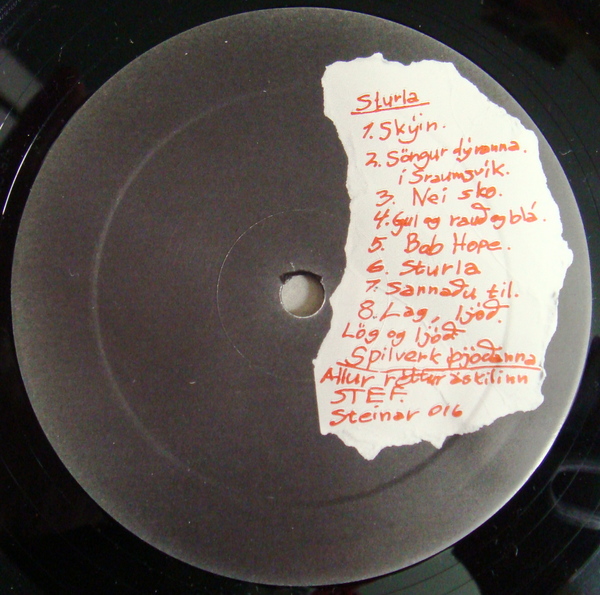 Sturla
1. Skýin.
2. Söngur dýranna.
í Sraumsvík.
3. Nei sko.
4. Gul og rauð og blá.
5. Bob Hope.
6. Sturla
7. Sannaðu til.
8. Lag, ljóð.
Lög og ljóð
Spilverk þjóðanna.
Allur réttur áskilinn
STEF.
Steinar 016